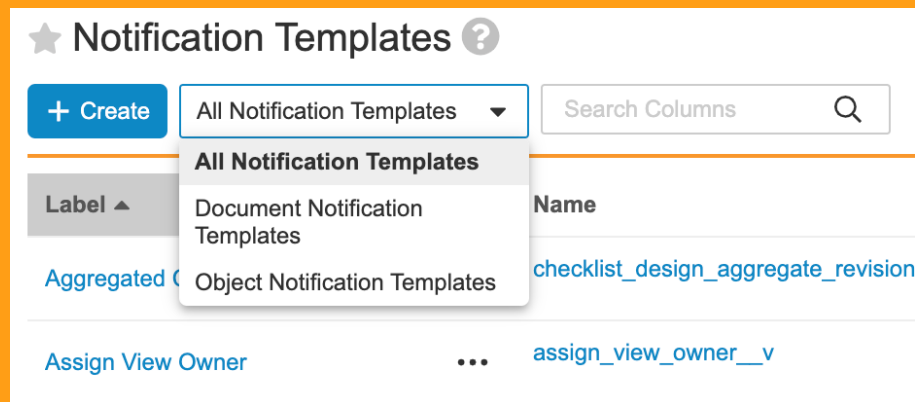 Notification Templates ?
+ Create
All Notification Templates
Search Columns
All Notification Templates
Document Notification
Templates
Object Notification Templates
Label
Name
Aggregated
checklist_design_aggregate_revision
Assign View Owner
assign_view_owner__v